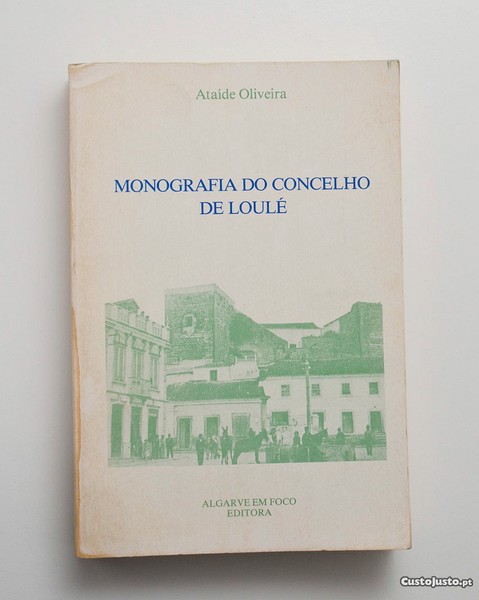 Ataíde Oliveira
MONOGRAFIA DO CONCELHO
DE LOULÉ
ALGARVE EM FOCO
EDITORA
CustoJusto.pt